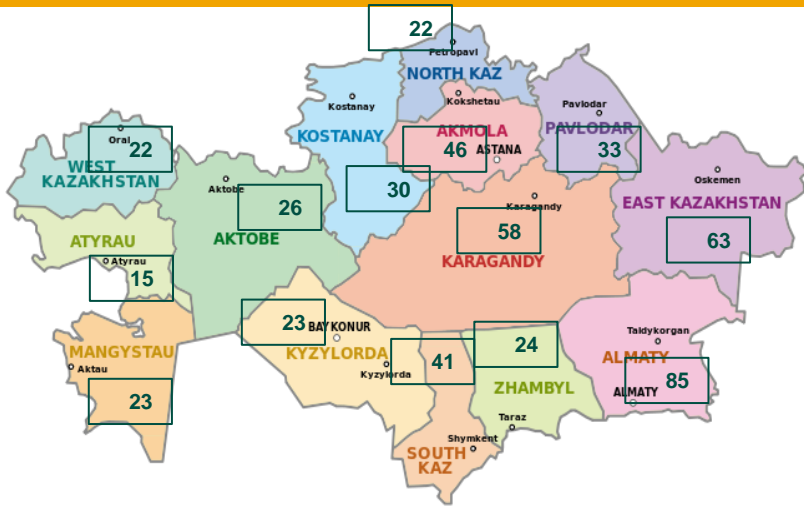 22
Petropavl
NORTH KAZ
Kostanay
Kokshetau
Pavlodar
KOSTANAY
AKMOLA
PAVLODAR
Oral
22
46
ASTANA
33
WEST
KAZAKHSTAN
Aktobe
30
Oskemen
26
Karagandy
EAST KAZAKHSTAN
ATYRAU
AKTOBE
58
63
Atyrau
KARAGANDY
15
23
BAYKONUR
Taldykorgan
MANGYSTAU
KYZYLORDA
41
24
ALMATY
Aktau
Kyzylorda
85
23
ZHAMBYL
ALMATY
Taraz
Shymkent
SOUTH
KAZ